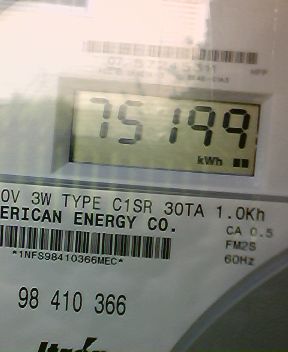 75199
kWh
0V 3W TYPE C1SR 30TA 1.0Kh
ERICAN ENERGY CO.
CA 0.5
FM2S
*1NFS98410366MEC*
60Hz
98 410 366
Itron